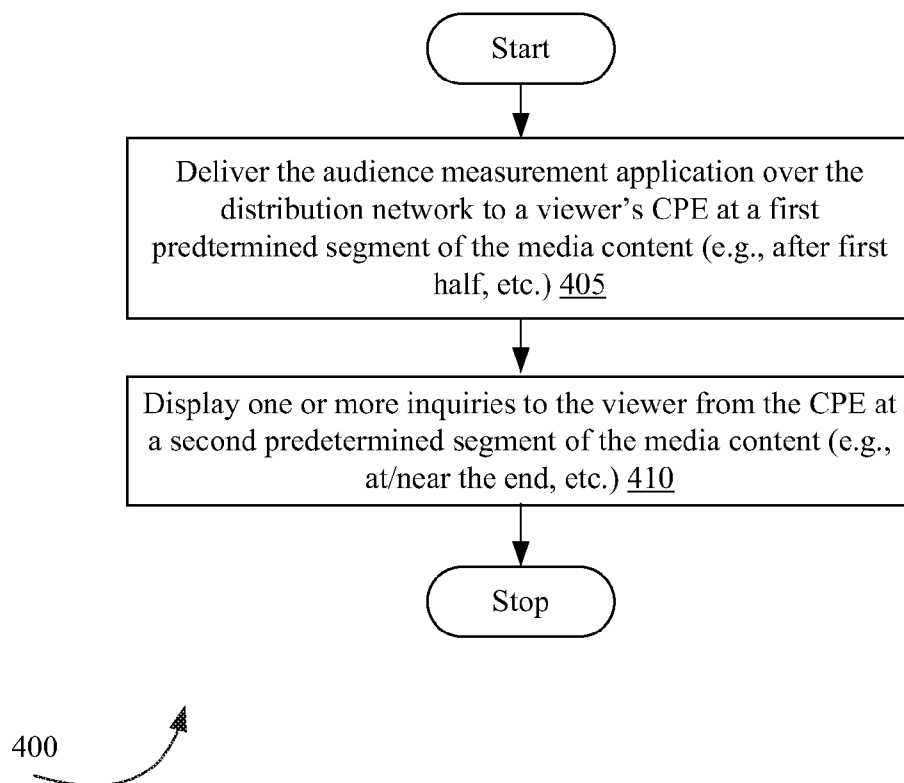 Start
Deliver the audience measurement application over the
distribution network to a viewer's CPE at a first
predtermined segment of the media content (e.g., after first
half, etc.) 405
Display one or more inquiries to the viewer from the CPE at
a second predetermined segment of the media content (e.g.,
at/near the end, etc.) 410
Stop
400